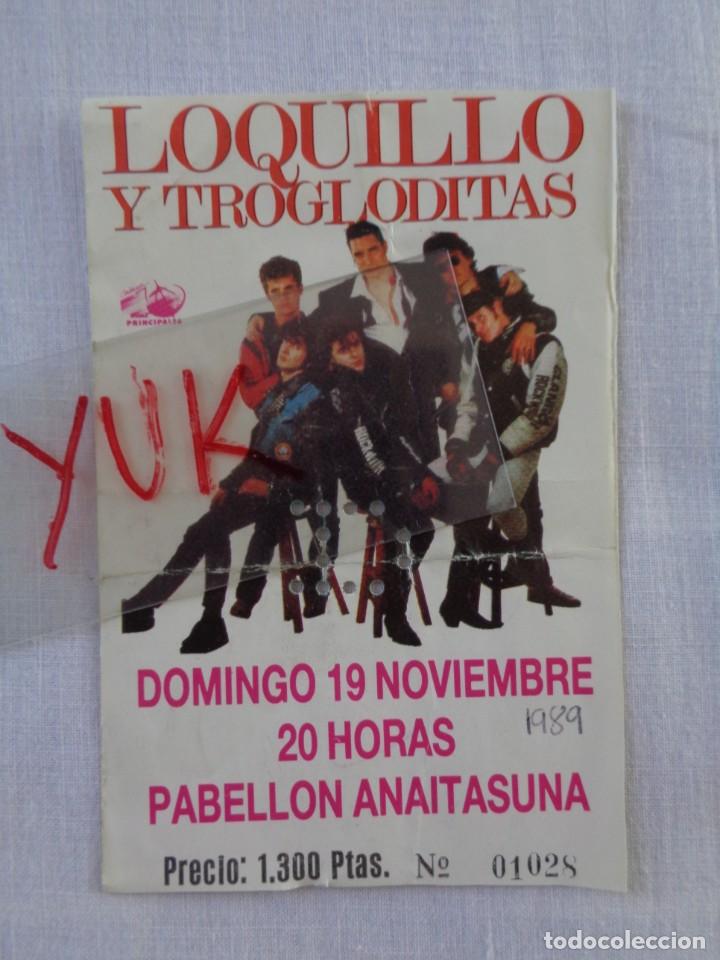 LOQUILLO
Y TROGLODITAS
PRINCIPALES
YUK
DOMINGO 19 NOVIEMBRE
20 HORAS
1989
PABELLON ANAITASUNA
Precio: 1.300 Ptas. Nº 01028
todocoleccion